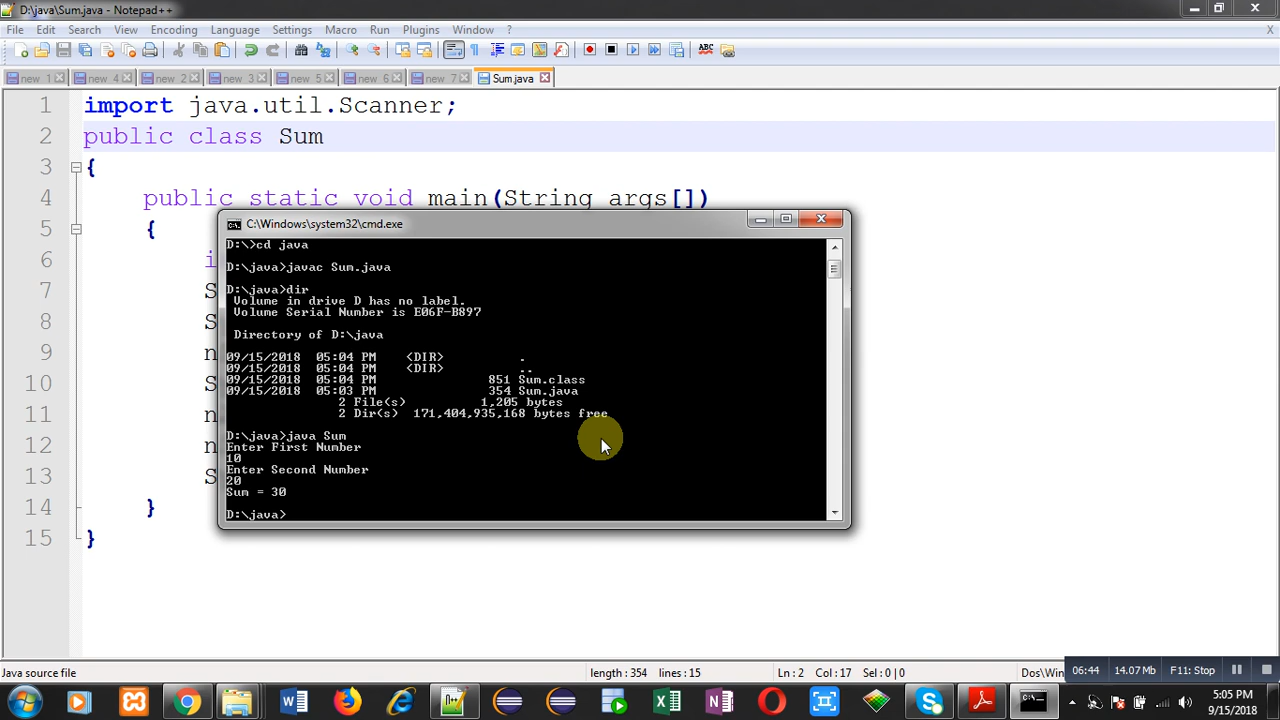 D:\java\Sum.java - Notepad++
File Edit Search View Encoding Language Settings Macro Run Plugins Window ? X
ABC
new 1 new 4 new 2 new 3 new 5 new 6 new 7 Sum.java
1 import java.util.Scanner;
2 public class Sum
3 {
4 public static void main(String args[])
5 {
6 i
7 S
8 S
9 n
10 S
11 n
12 n
13 S
14 }
15 }
C:\Windows\system32\cmd.exe
D:\>cd java
D:\java>javac Sum.java
D:\java>dir
Volume in drive D has no label.
Volume Serial Number is E06F-B897
Directory of D:\java
09/15/2018 05:04 PM <DIR> .
09/15/2018 05:04 PM <DIR> ..
09/15/2018 05:04 PM 851 Sum.class
09/15/2018 05:03 PM 354 Sum.java
2 File(s) 1,205 bytes
2 Dir(s) 171,404,935,168 bytes free
D:\java>java Sum
Enter First Number
10
Enter Second Number
20
Sum = 30
D:\java>
Java source file length : 354 lines : 15 Ln : 2 Col : 17 Sel : 0 | 0 Dos\Win
06:44 14.07 Mb F11: Stop
5:05 PM
9/15/2018